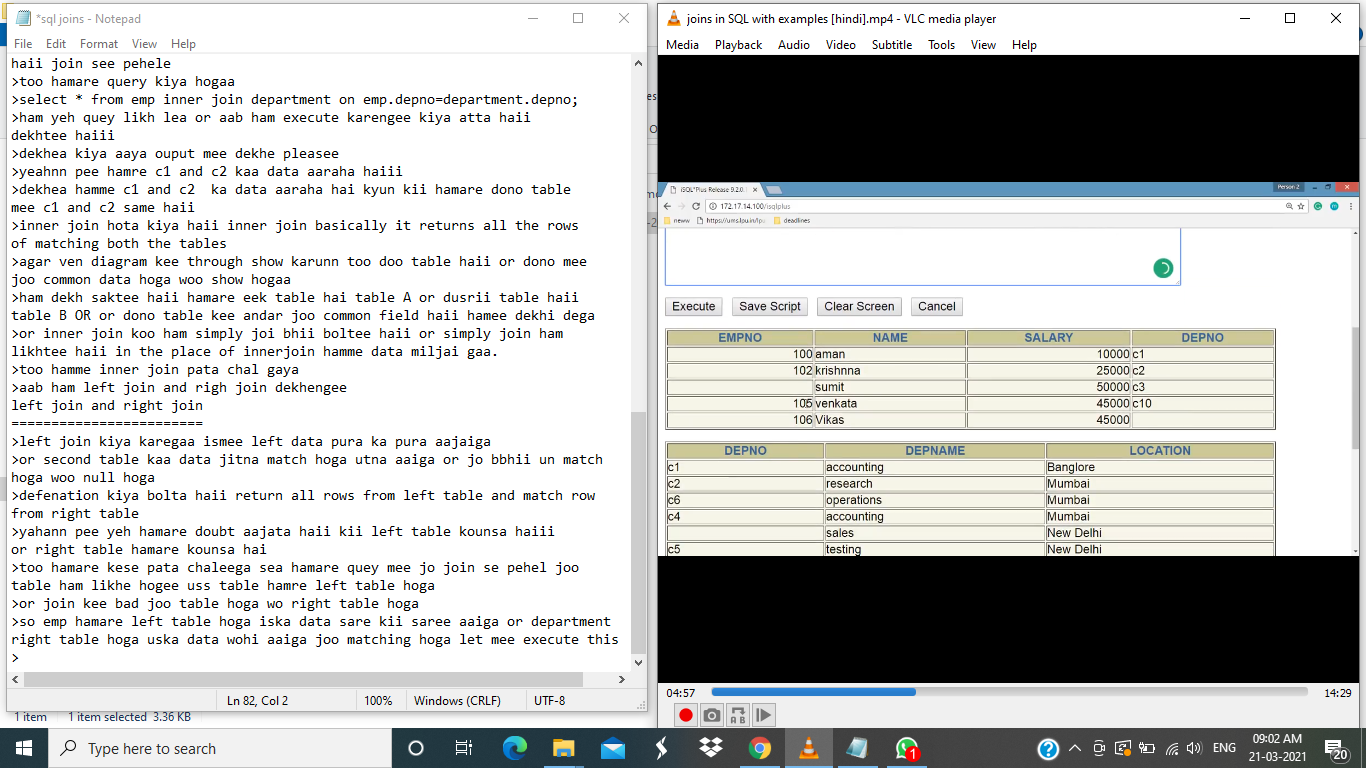 *sql joins - Notepad
File Edit Format View Help
haii join see pehele
>too hamare query kiya hogaa
>select * from emp inner join department on emp.depno=department.depno;
>ham yeh quey likh lea or aab ham execute karengee kiya atta haii
dekhtee haiii
>dekhea kiya aaya ouput mee dekhe pleasee
>yeahnn pee hamre c1 and c2 kaa data aaraha haiii
>dekhea hamme c1 and c2  ka data aaraha hai kyun kii hamare dono table
mee c1 and c2 same haii
>inner join hota kiya haii inner join basically it returns all the rows
of matching both the tables
>agar ven diagram kee through show karunn too doo table haii or dono mee
joo common data hoga woo show hogaa
>ham dekh saktee haii hamare eek table hai table A or dusrii table haii
table B OR or dono table kee andar joo common field haii hamee dekhi dega
>or inner join koo ham simply joi bhii boltee haii or simply join ham
likhtee haii in the place of innerjoin hamme data miljai gaa.
>too hamme inner join pata chal gaya
>aab ham left join and righ join dekhengee
left join and right join
========================
>left join kiya karegaa ismee left data pura ka pura aajaiga
>or second table kaa data jitna match hoga utna aaiga or jo bbhii un match
hoga woo null hoga
>defenation kiya bolta haii return all rows from left table and match row
from right table
>yahann pee yeh hamare doubt aajata haii kii left table kounsa haiii
or right table hamare kounsa hai
>too hamare kese pata chaleega sea hamare quey mee jo join se pehel joo
table ham likhe hogee uss table hamre left table hoga
>or join kee bad joo table hoga wo right table hoga
>so emp hamare left table hoga iska data sare kii saree aaiga or department
right table hoga uska data wohi aaiga joo matching hoga let mee execute this
>
Ln 82, Col 2 100% Windows (CRLF) UTF-8
1 item 1 item selected 3.36 KB
joins in SQL with examples [hindi].mp4 - VLC media player
Media Playback Audio Video Subtitle Tools View Help
iSQL*Plus Release 9.2.0. Person 2
172.17.14.100/isqlplus
neww https://ums.lpu.in/lpu deadlines
Execute Save Script Clear Screen Cancel
EMPNO NAME SALARY DEPNO
100 aman 10000 c1
102 krishnna 25000 c2
sumit 50000 c3
105 venkata 45000 c10
106 Vikas 45000
DEPNO DEPNAME LOCATION
c1 accounting Banglore
c2 research Mumbai
c6 operations Mumbai
c4 accounting Mumbai
sales New Delhi
c5 testing New Delhi
04:57 14:29
A B
Type here to search
1
ENG
09:02 AM
21-03-2021
20